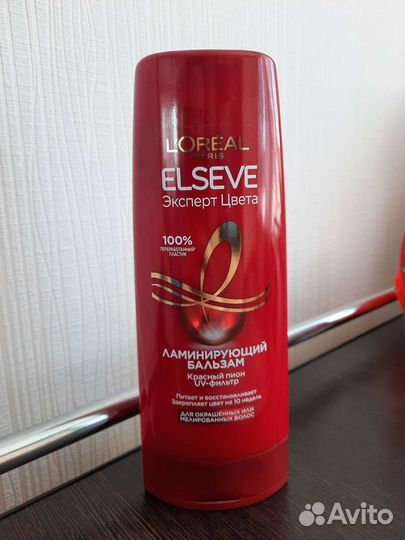 L'ORÉAL
PARIS
ELSEVE
Эксперт Цвета
100%
ПЕРЕРАБОТАННЫЙ
ПЛАСТИК
ЛАМИНИРУЮЩИЙ
БАЛЬЗАМ
Красный пион
UV-фильтр
Питает и восстанавливает
Закрепляет цвет на 10 недель
ДЛЯ ОКРАШЕННЫХ ИЛИ
МЕЛИРОВАННЫХ ВОЛОС
Avito